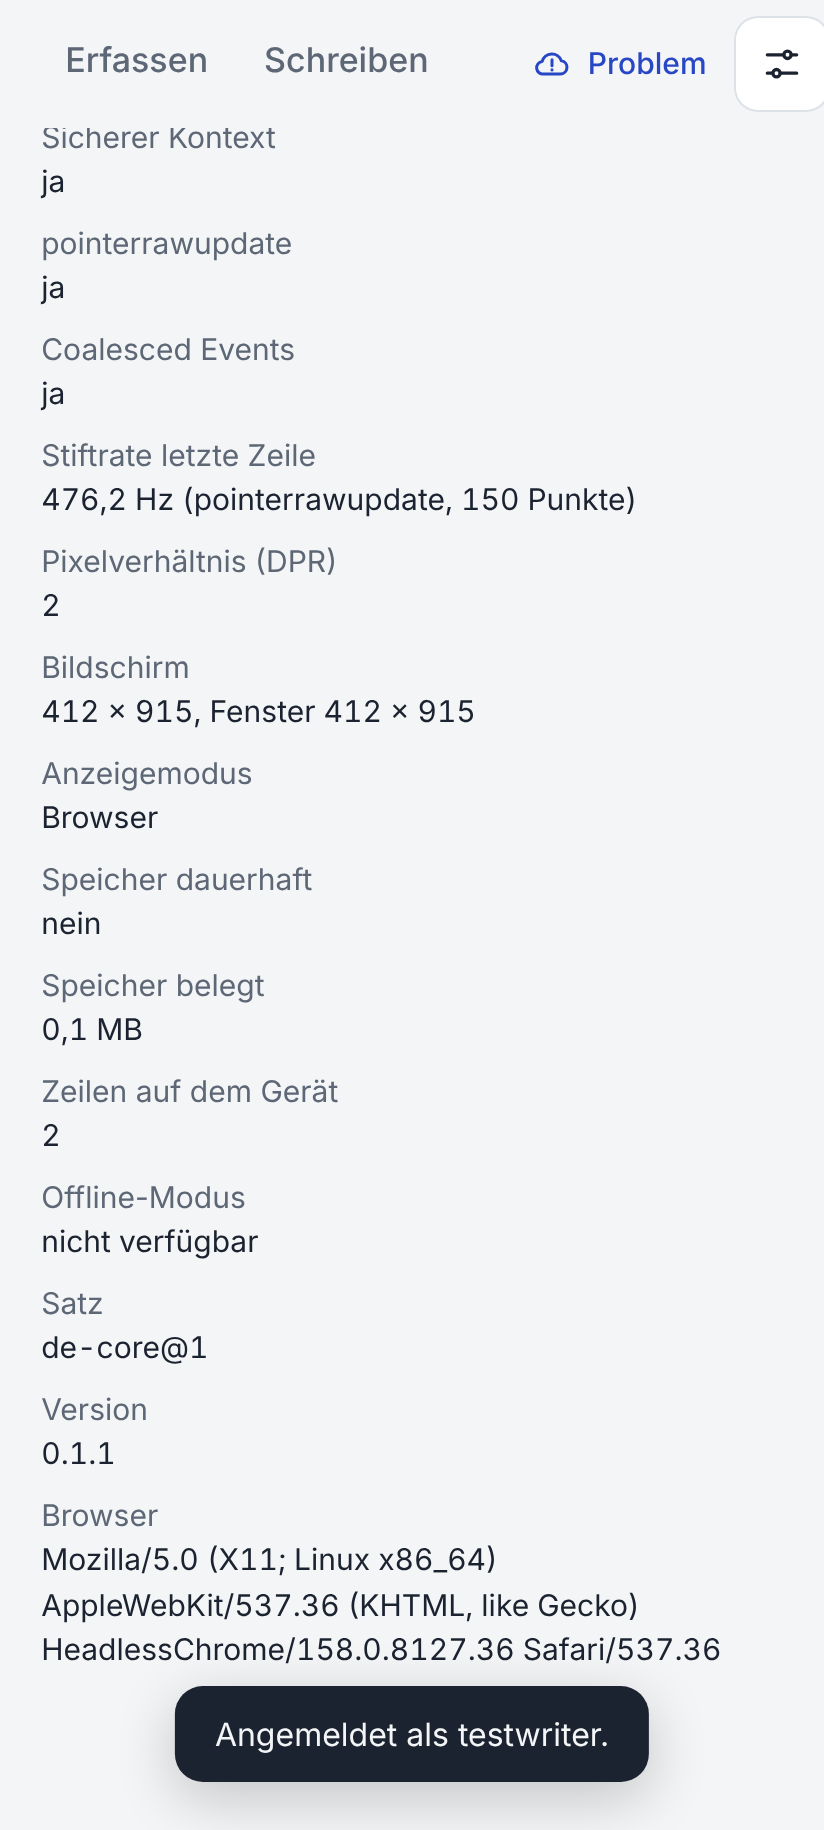 Erfassen Schreiben Problem
Sicherer Kontext
ja
pointerrawupdate
ja
Coalesced Events
ja
Stiftrate letzte Zeile
476,2 Hz (pointerrawupdate, 150 Punkte)
Pixelverhältnis (DPR)
2
Bildschirm
412 × 915, Fenster 412 × 915
Anzeigemodus
Browser
Speicher dauerhaft
nein
Speicher belegt
0,1 MB
Zeilen auf dem Gerät
2
Offline-Modus
nicht verfügbar
Satz
de-core@1
Version
0.1.1
Browser
Mozilla/5.0 (X11; Linux x86_64)
AppleWebKit/537.36 (KHTML, like Gecko)
HeadlessChrome/158.0.8127.36 Safari/537.36
Angemeldet als testwriter.